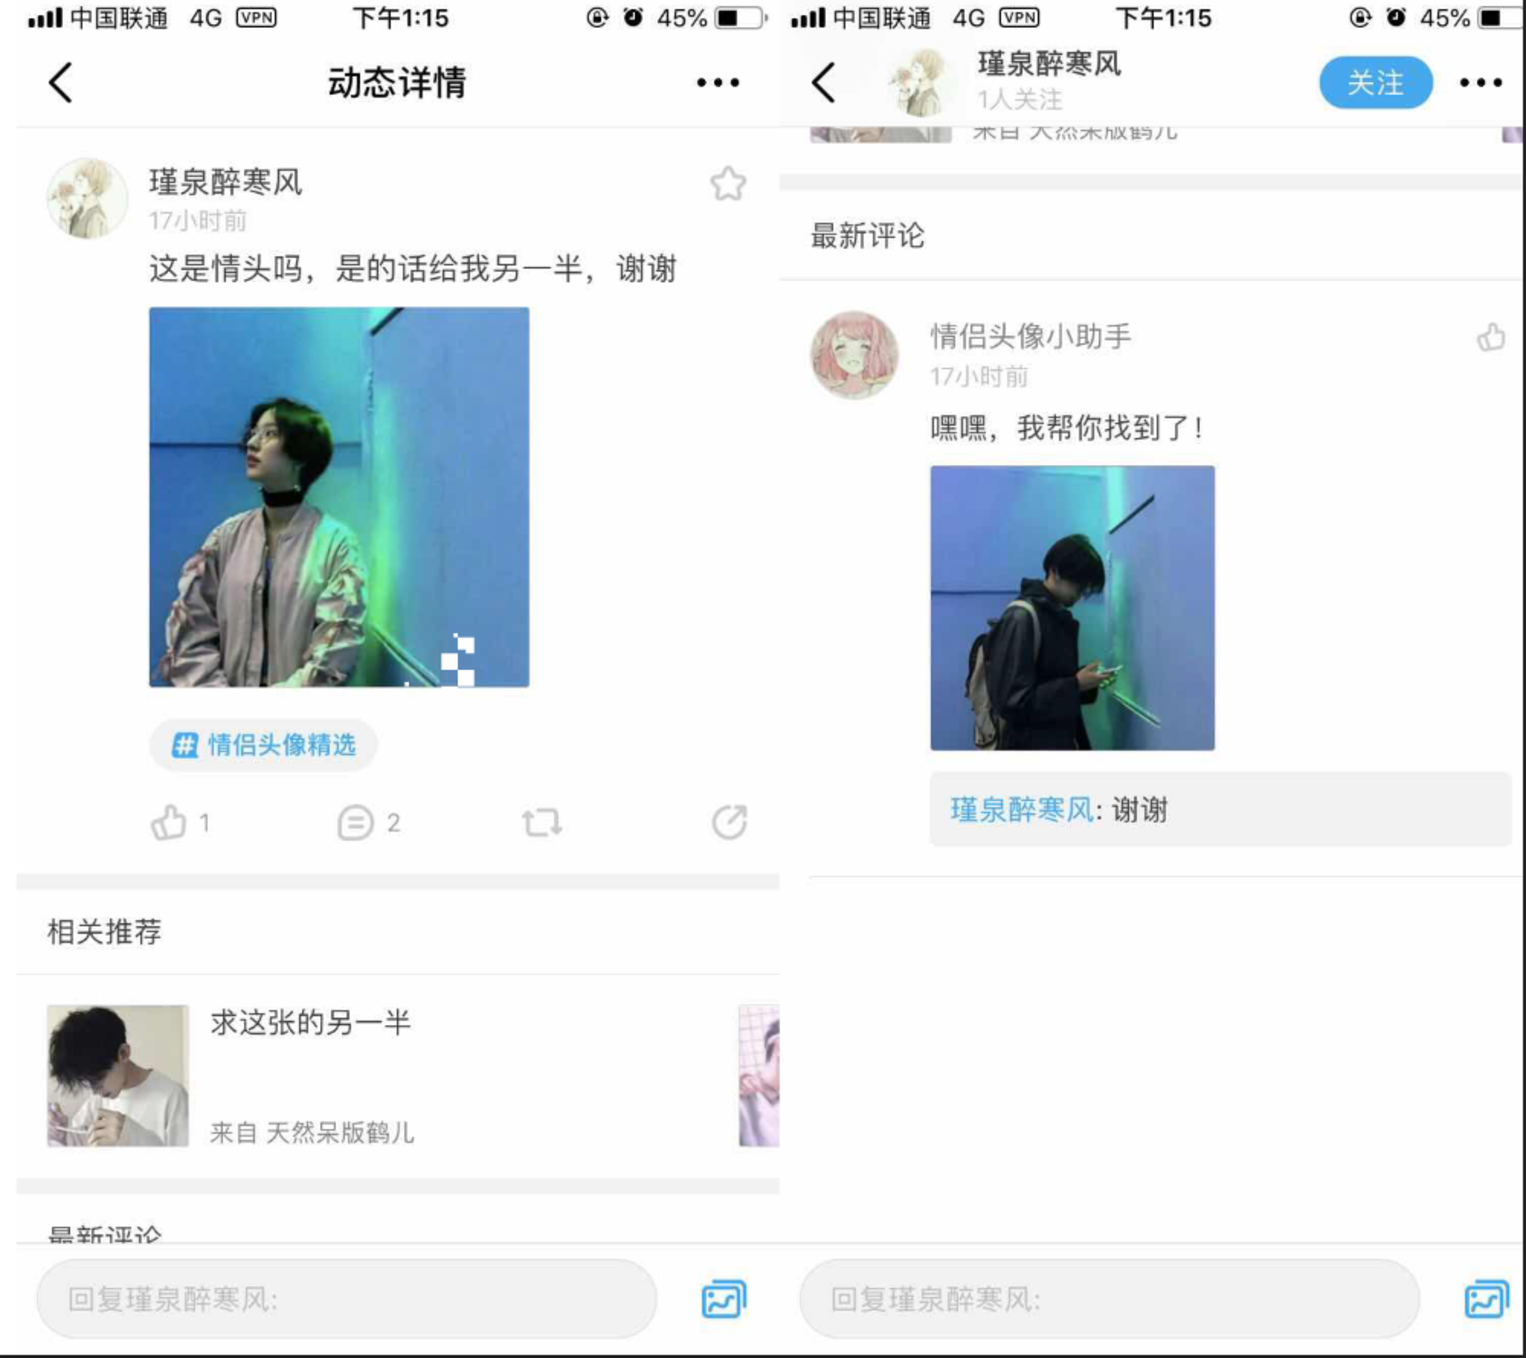 中国联通 4G VPN 下午1:15 45%
动态详情
瑾泉醉寒风
17小时前
这是情头吗，是的话给我另一半，谢谢
# 情侣头像精选
1 2
相关推荐
求这张的另一半
来自 天然呆版鹤儿
最新评论
回复瑾泉醉寒风:
中国联通 4G VPN 下午1:15 45%
瑾泉醉寒风
1人关注
关注
来自 天然呆版鹤儿
最新评论
情侣头像小助手
17小时前
嘿嘿，我帮你找到了！
瑾泉醉寒风: 谢谢
回复瑾泉醉寒风: